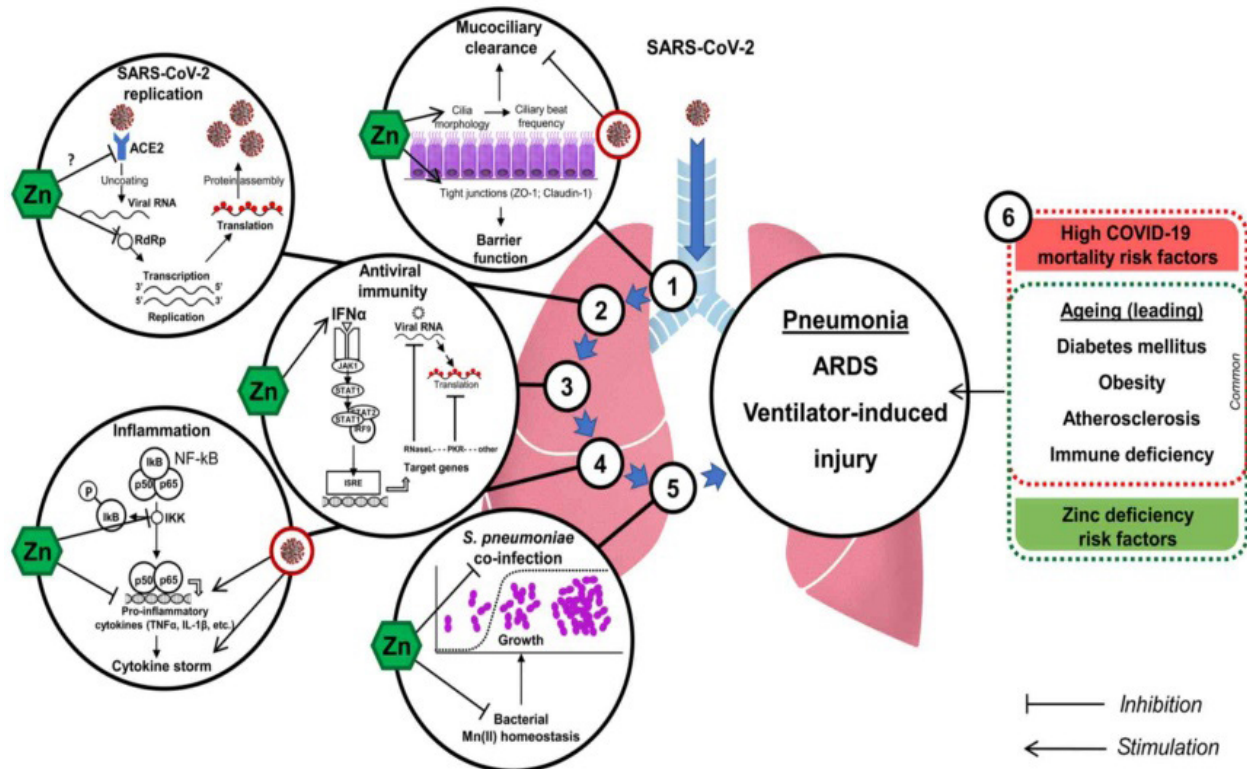 SARS-CoV-2
Mucociliary
clearance
Zn
Cilia
morphology
Ciliary beat
frequency
Tight junctions (ZO-1; Claudin-1)
Barrier
function
SARS-CoV-2
replication
Zn
?
ACE2
Uncoating
Viral RNA
RdRp
Transcription
3' 5'
5' 3'
Replication
Translation
Protein assembly
Antiviral
immunity
Zn
IFNα
JAK1
STAT1
STAT2
STAT1
IRF9
ISRE
Viral RNA
Translation
RNaseL---PKR---other
Target genes
Inflammation
Zn
NF-kB
IkB
p50 p65
P
IkB
IKK
p50 p65
Pro-inflammatory
cytokines (TNFα, IL-1β, etc.)
Cytokine storm
S. pneumoniae
co-infection
Zn
Growth
Bacterial
Mn(II) homeostasis
1
2
3
4
5
Pneumonia
ARDS
Ventilator-induced
injury
6
High COVID-19
mortality risk factors
Ageing (leading)
Diabetes mellitus
Obesity
Atherosclerosis
Immune deficiency
Common
Zinc deficiency
risk factors
Inhibition
Stimulation